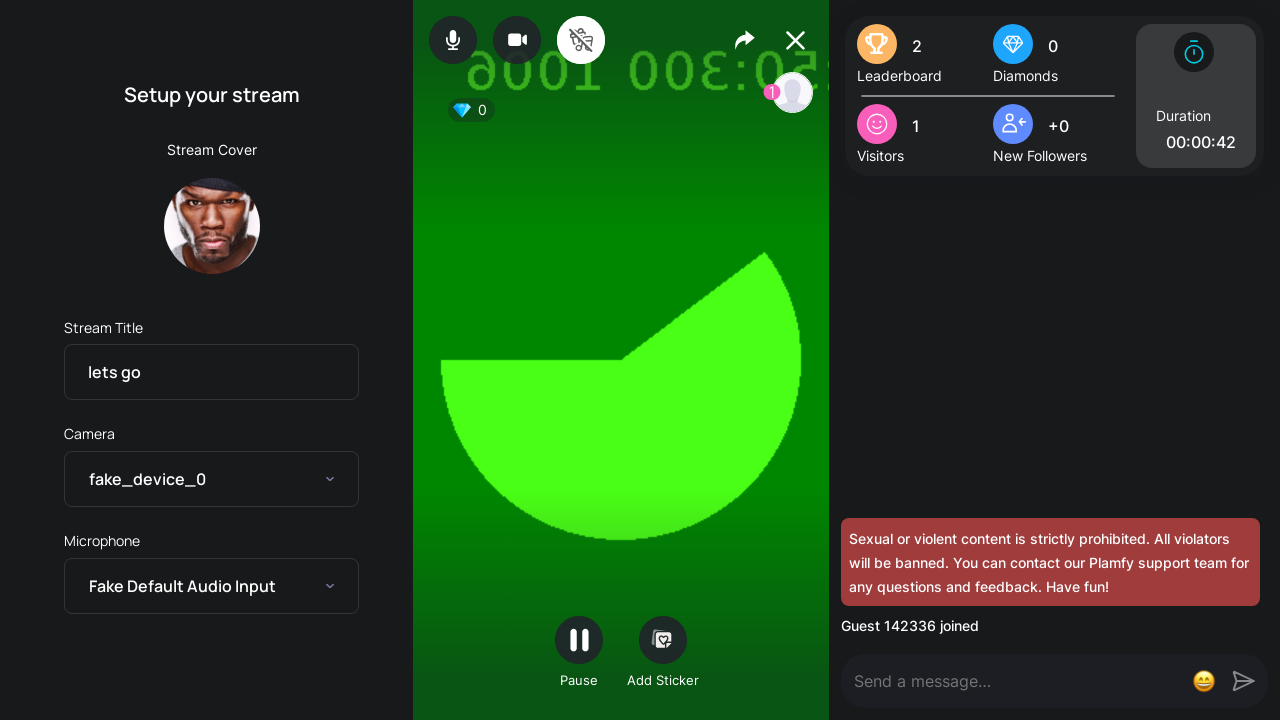 Setup your stream
Stream Cover
Stream Title
lets go
Camera
fake_device_0
Microphone
Fake Default Audio Input
0
1
Pause
Add Sticker
2
Leaderboard
0
Diamonds
1
Visitors
+0
New Followers
Duration
00:00:42
Sexual or violent content is strictly prohibited. All violators
will be banned. You can contact our Plamfy support team for
any questions and feedback. Have fun!
Guest 142336 joined
Send a message...